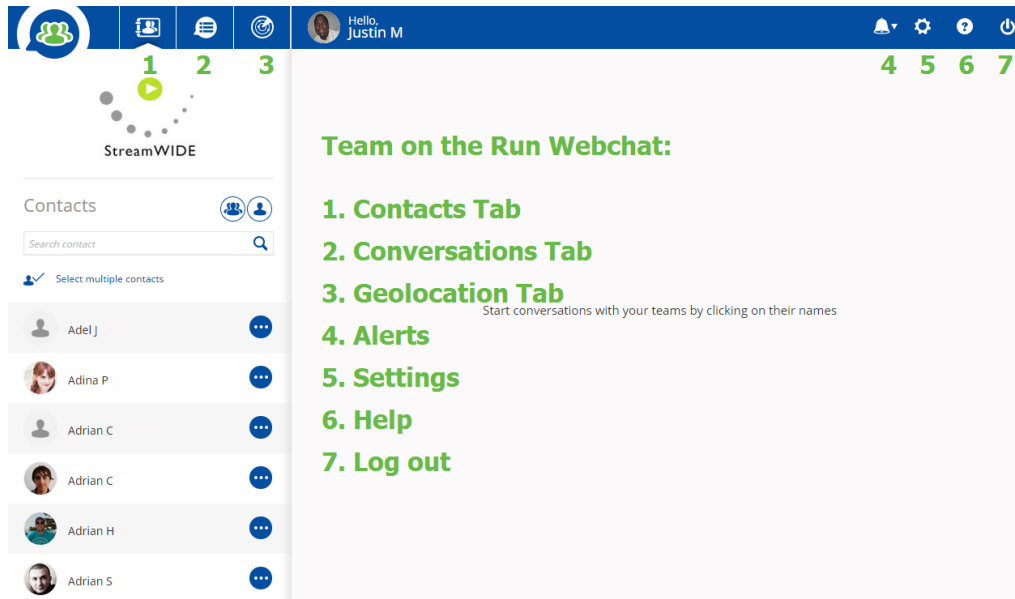 Hello,
Justin M
1 2 3 4 5 6 7
StreamWIDE
Team on the Run Webchat:
Contacts
1. Contacts Tab
Search contact
2. Conversations Tab
Select multiple contacts
3. Geolocation Tab
Start conversations with your teams by clicking on their names
Adel J
4. Alerts
Adina P
5. Settings
Adrian C
6. Help
Adrian C
7. Log out
Adrian H
Adrian S